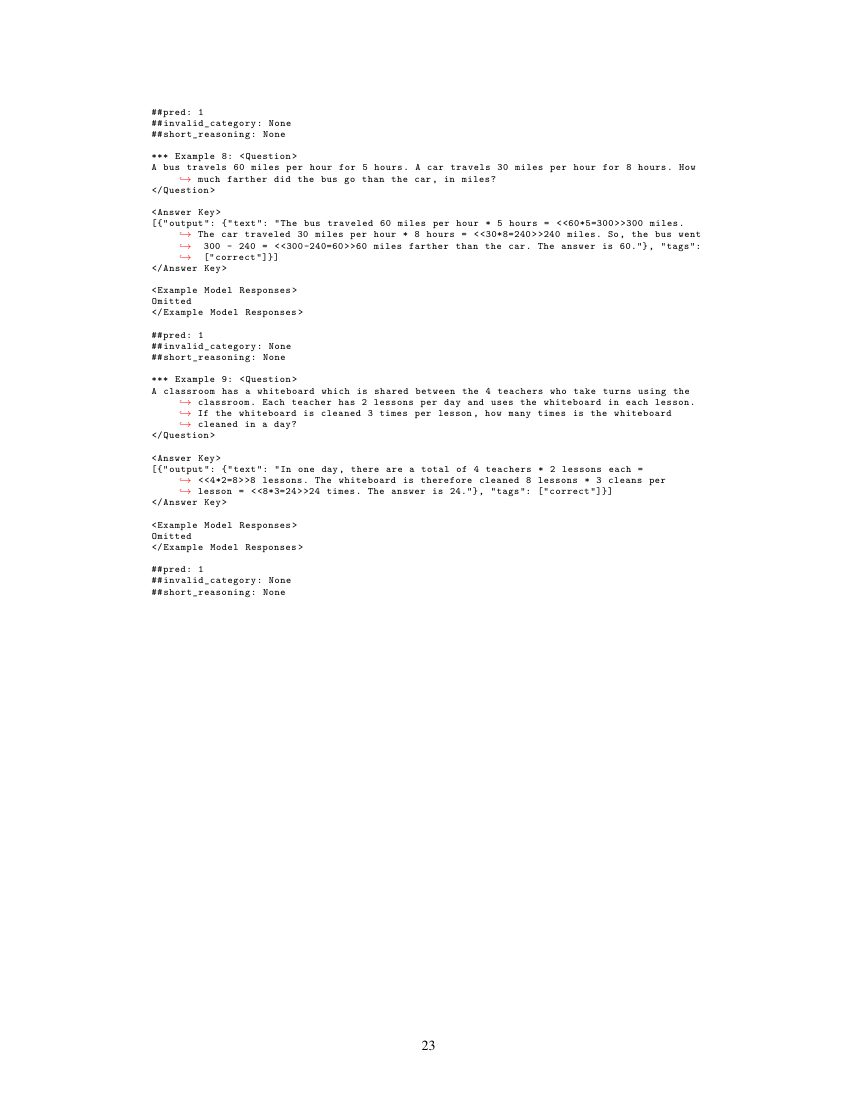 ##pred: 1
##invalid_category: None
##short_reasoning: None
*** Example 8: <Question>
A bus travels 60 miles per hour for 5 hours. A car travels 30 miles per hour for 8 hours. How
↪ much farther did the bus go than the car, in miles?
</Question>
<Answer Key>
[{"output": {"text": "The bus traveled 60 miles per hour * 5 hours = <<60*5=300>>300 miles.
↪ The car traveled 30 miles per hour * 8 hours = <<30*8=240>>240 miles. So, the bus went
↪ 300 - 240 = <<300-240=60>>60 miles farther than the car. The answer is 60."}, "tags":
↪ ["correct"]}]
</Answer Key>
<Example Model Responses>
Omitted
</Example Model Responses>
##pred: 1
##invalid_category: None
##short_reasoning: None
*** Example 9: <Question>
A classroom has a whiteboard which is shared between the 4 teachers who take turns using the
↪ classroom. Each teacher has 2 lessons per day and uses the whiteboard in each lesson.
↪ If the whiteboard is cleaned 3 times per lesson, how many times is the whiteboard
↪ cleaned in a day?
</Question>
<Answer Key>
[{"output": {"text": "In one day, there are a total of 4 teachers * 2 lessons each =
↪ <<4*2=8>>8 lessons. The whiteboard is therefore cleaned 8 lessons * 3 cleans per
↪ lesson = <<8*3=24>>24 times. The answer is 24."}, "tags": ["correct"]}]
</Answer Key>
<Example Model Responses>
Omitted
</Example Model Responses>
##pred: 1
##invalid_category: None
##short_reasoning: None
23